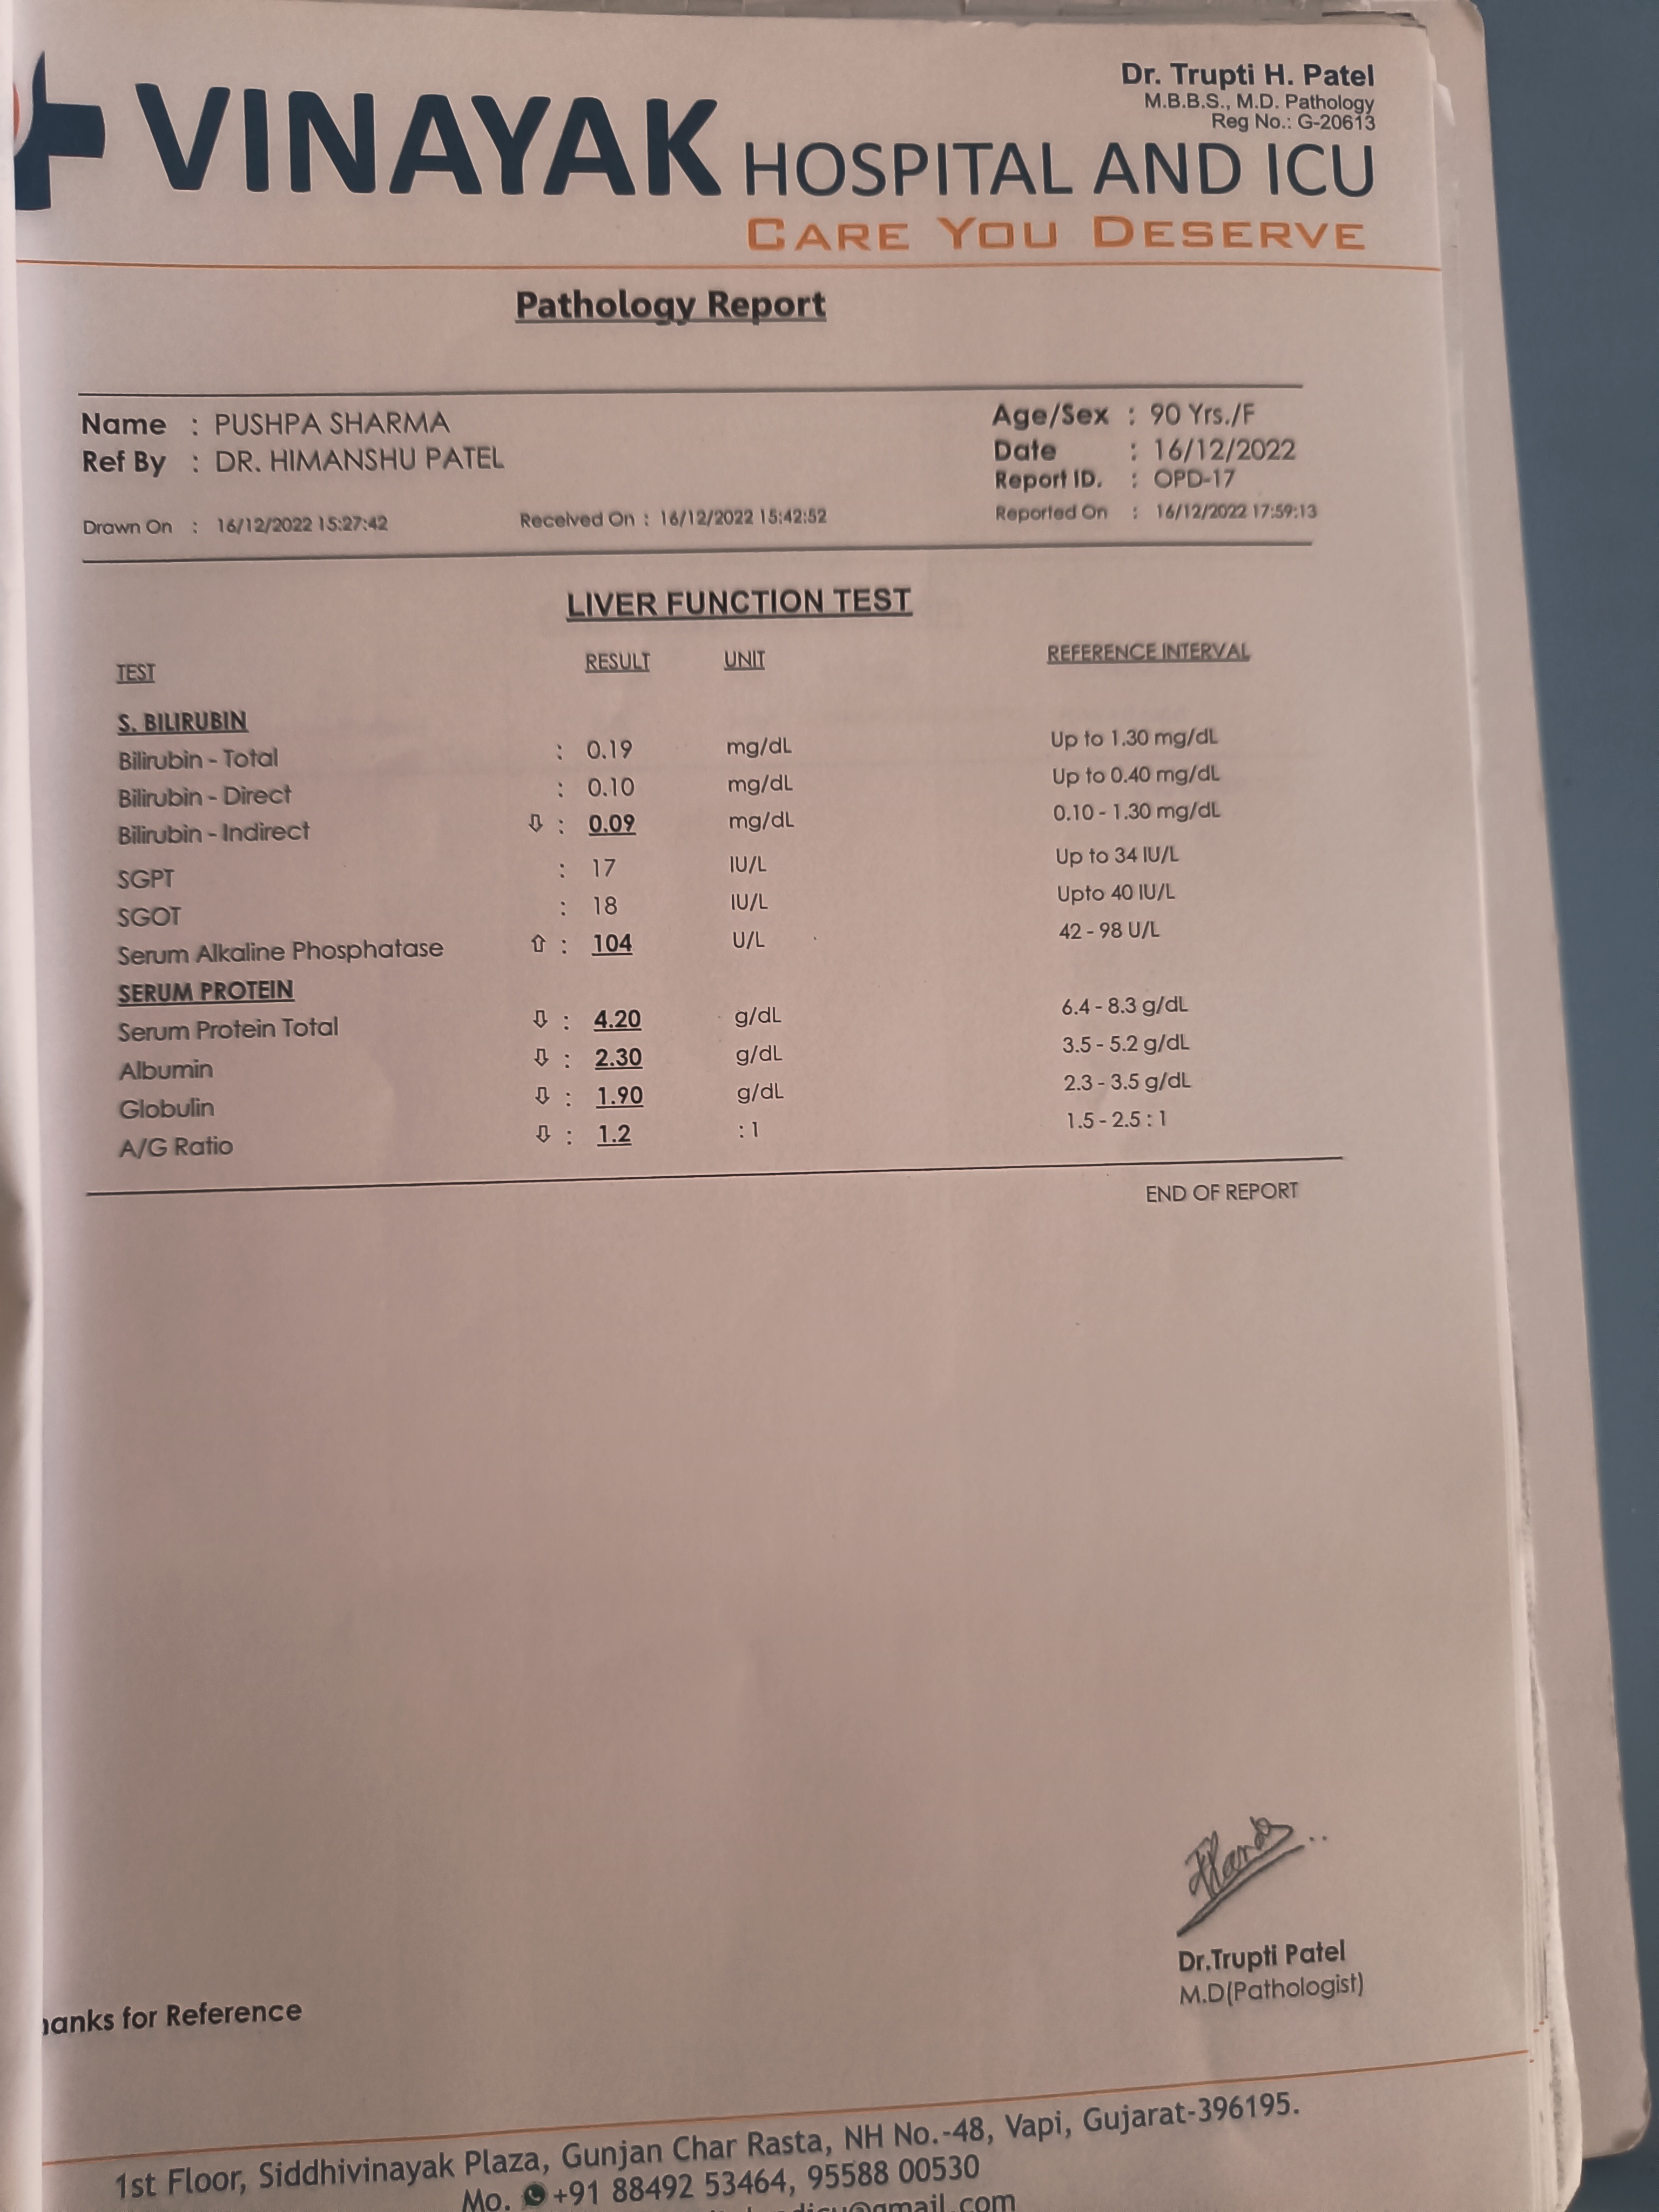 Dr. Trupti H. Patel
M.B.B.S., M.D. Pathology
Reg No.: G-20613
VINAYAK HOSPITAL AND ICU
CARE YOU DESERVE
Pathology Report
Name : PUSHPA SHARMA Age/Sex : 90 Yrs./F
Ref By : DR. HIMANSHU PATEL Date : 16/12/2022
Report ID. : OPD-17
Drawn On : 16/12/2022 15:27:42 Received On : 16/12/2022 15:42:52 Reported On : 16/12/2022 17:59:13
LIVER FUNCTION TEST
TEST RESULT UNIT REFERENCE INTERVAL
S. BILIRUBIN
Bilirubin - Total : 0.19 mg/dL Up to 1.30 mg/dL
Bilirubin - Direct : 0.10 mg/dL Up to 0.40 mg/dL
Bilirubin - Indirect ⇩ : 0.09 mg/dL 0.10 - 1.30 mg/dL
SGPT : 17 IU/L Up to 34 IU/L
SGOT : 18 IU/L Upto 40 IU/L
Serum Alkaline Phosphatase ⇧ : 104 U/L 42 - 98 U/L
SERUM PROTEIN
Serum Protein Total ⇩ : 4.20 g/dL 6.4 - 8.3 g/dL
Albumin ⇩ : 2.30 g/dL 3.5 - 5.2 g/dL
Globulin ⇩ : 1.90 g/dL 2.3 - 3.5 g/dL
A/G Ratio ⇩ : 1.2 : 1 1.5 - 2.5 : 1
END OF REPORT
Dr.Trupti Patel
M.D(Pathologist)
hanks for Reference
1st Floor, Siddhivinayak Plaza, Gunjan Char Rasta, NH No.-48, Vapi, Gujarat-396195.
Mo. +91 88492 53464, 95588 00530
@gmail.com